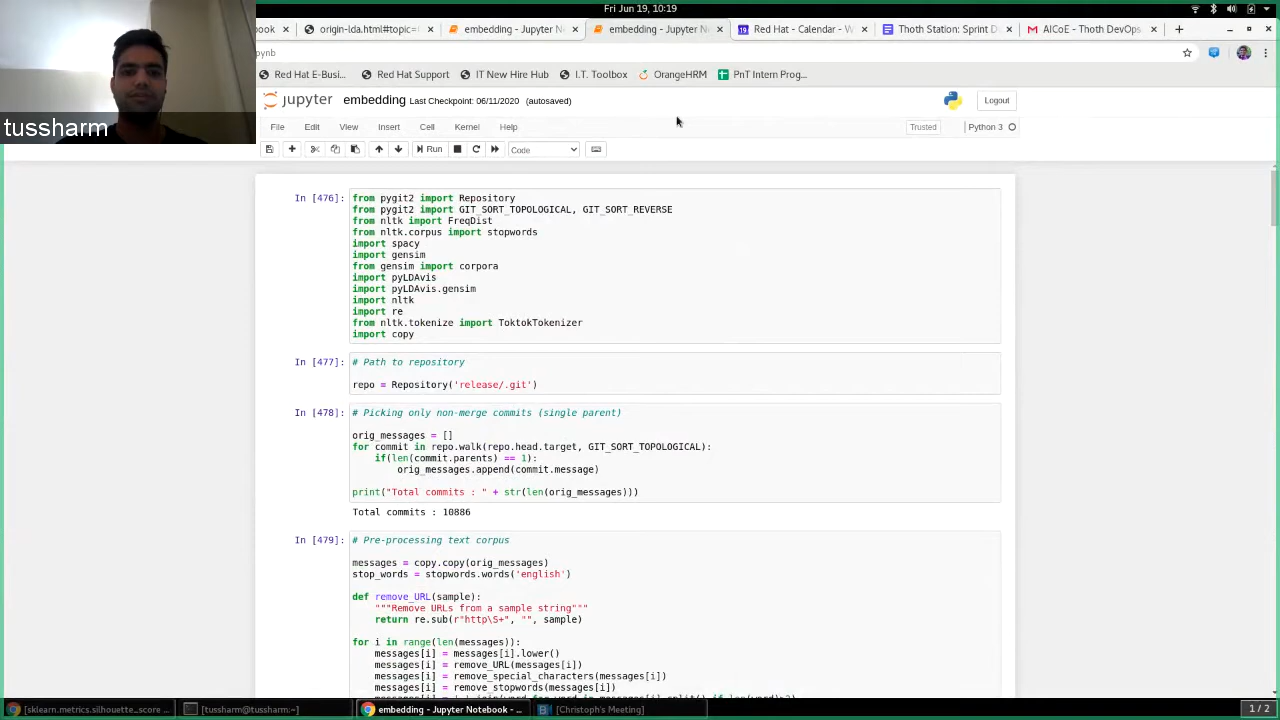 Fri Jun 19, 10:19
origin-lda.html#topic=
embedding - Jupyter N
embedding - Jupyter N
Red Hat - Calendar - W
Thoth Station: Sprint D
AICoE - Thoth DevOps
pynb
Red Hat E-Busi...
Red Hat Support
IT New Hire Hub
I.T. Toolbox
OrangeHRM
PnT Intern Prog...
tussharm
jupyter
embedding Last Checkpoint: 06/11/2020 (autosaved)
Logout
File Edit View Insert Cell Kernel Help
Trusted
Python 3
Run
Code
In [476]:
from pygit2 import Repository
from pygit2 import GIT_SORT_TOPOLOGICAL, GIT_SORT_REVERSE
from nltk import FreqDist
from nltk.corpus import stopwords
import spacy
import gensim
from gensim import corpora
import pyLDAvis
import pyLDAvis.gensim
import nltk
import re
from nltk.tokenize import ToktokTokenizer
import copy
In [477]:
# Path to repository
repo = Repository('release/.git')
In [478]:
# Picking only non-merge commits (single parent)
orig_messages = []
for commit in repo.walk(repo.head.target, GIT_SORT_TOPOLOGICAL):
if(len(commit.parents) == 1):
orig_messages.append(commit.message)
print("Total commits : " + str(len(orig_messages)))
Total commits : 10886
In [479]:
# Pre-processing text corpus
messages = copy.copy(orig_messages)
stop_words = stopwords.words('english')
def remove_URL(sample):
"""Remove URLs from a sample string"""
return re.sub(r"http\S+", "", sample)
for i in range(len(messages)):
messages[i] = messages[i].lower()
messages[i] = remove_URL(messages[i])
messages[i] = remove_special_characters(messages[i])
messages[i] = remove_stopwords(messages[i])
[sklearn.metrics.silhouette_score
[tussharm@tussharm:~]
embedding - Jupyter Notebook - ...
[Christoph's Meeting]
1 / 2